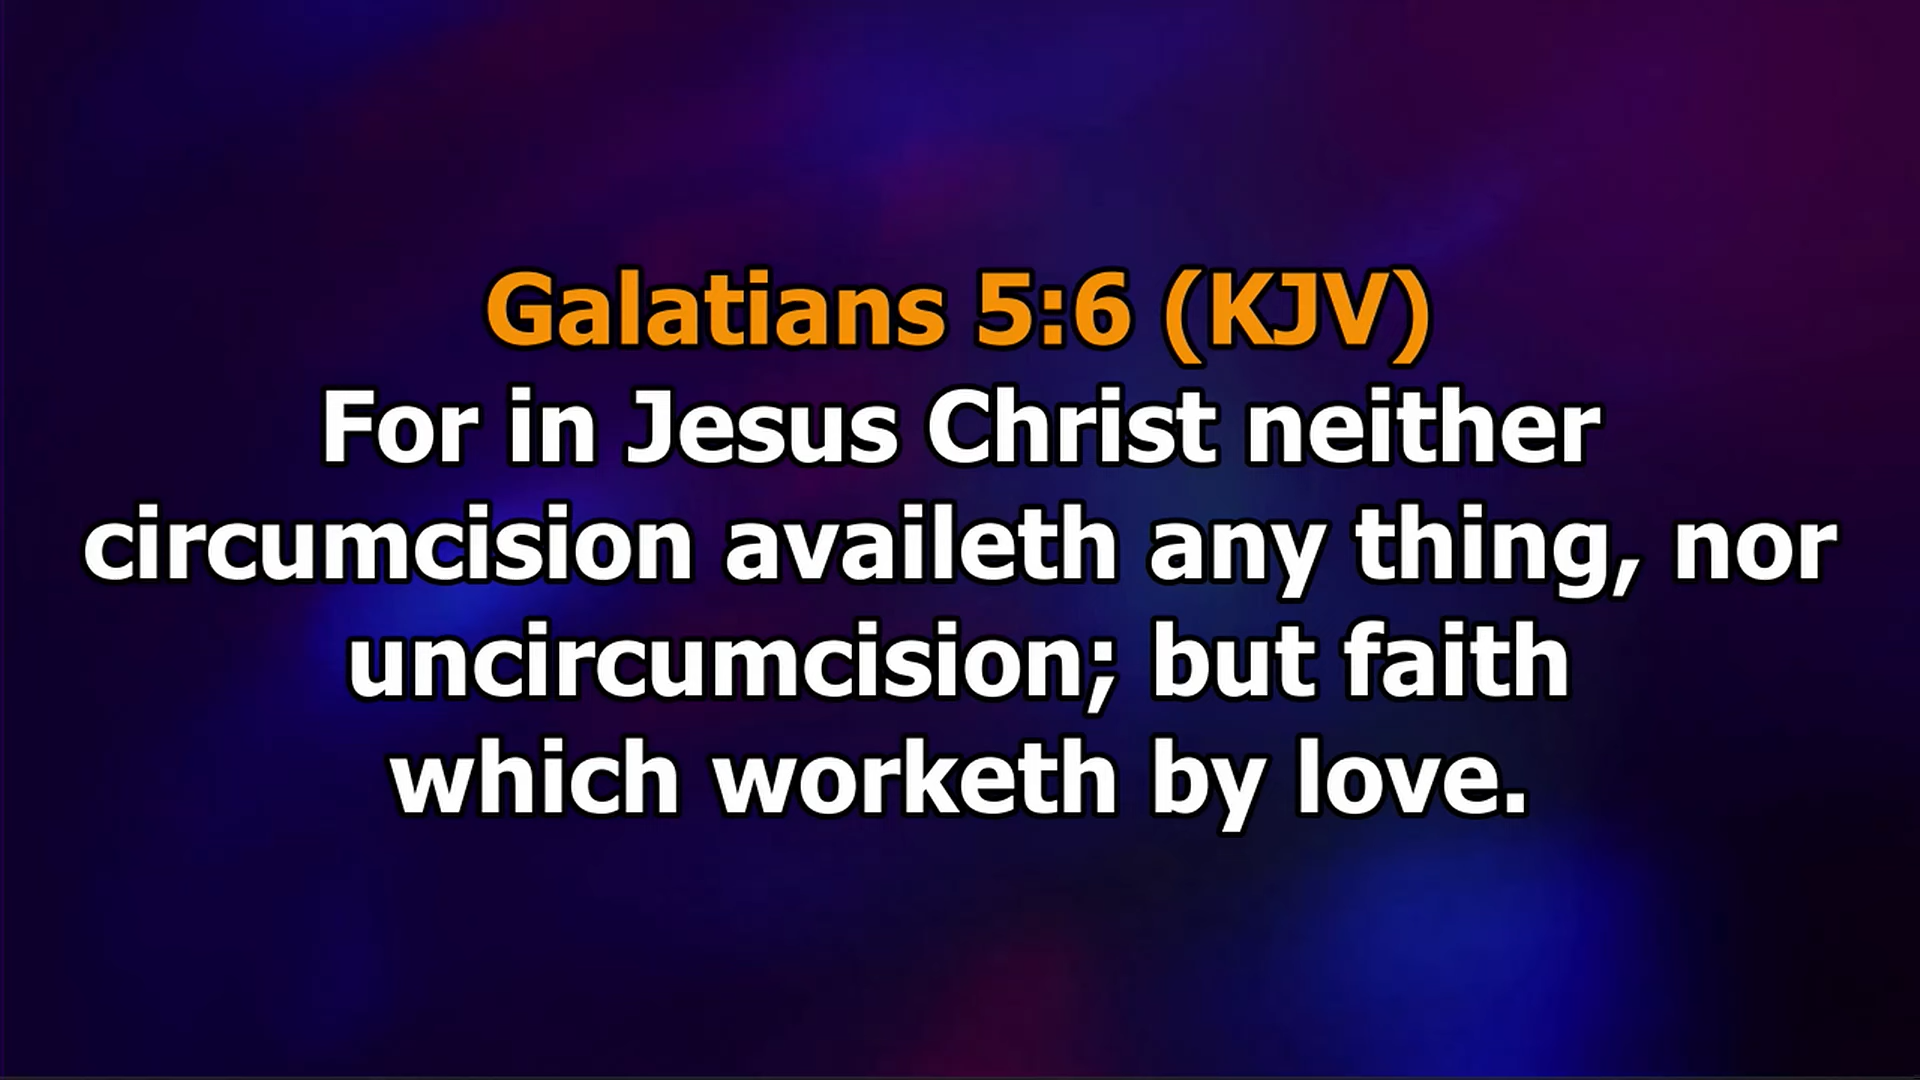 Galatians 5:6 (KJV)
For in Jesus Christ neither
circumcision availeth any thing, nor
uncircumcision; but faith
which worketh by love.